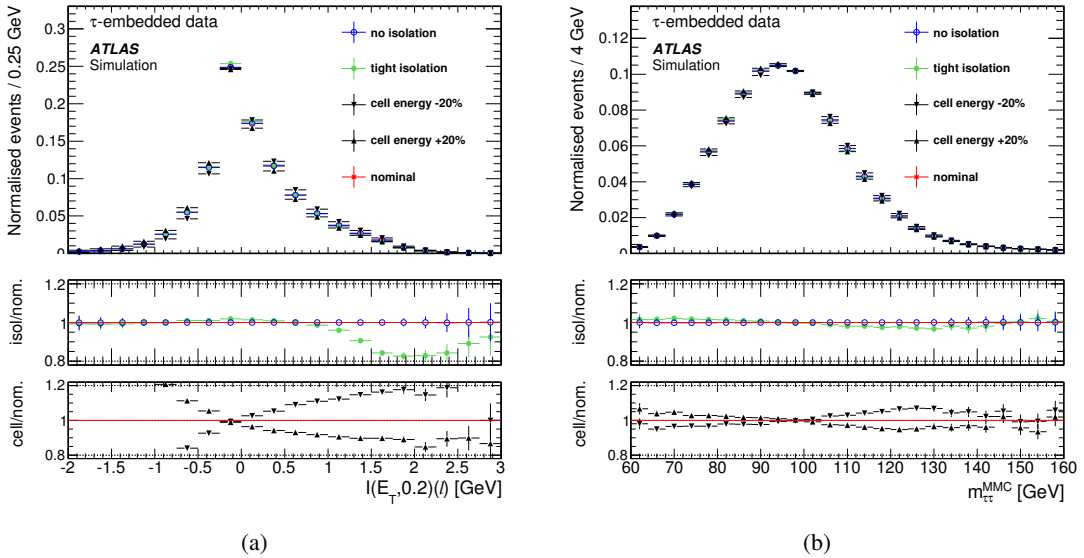 τ-embedded data
ATLAS
Simulation
no isolation
tight isolation
cell energy -20%
cell energy +20%
nominal
Normalised events / 0.25 GeV
0.3
0.25
0.2
0.15
0.1
0.05
0
isol/nom.
1.2
1
0.8
cell/nom.
1.2
1
0.8
-2 -1.5 -1 -0.5 0 0.5 1 1.5 2 2.5 3
I(E_T,0.2)(l) [GeV]
(a)
τ-embedded data
ATLAS
Simulation
no isolation
tight isolation
cell energy -20%
cell energy +20%
nominal
Normalised events / 4 GeV
0.12
0.1
0.08
0.06
0.04
0.02
0
isol/nom.
1.2
1
0.8
cell/nom.
1.2
1
0.8
60 70 80 90 100 110 120 130 140 150 160
m_ττ^MMC [GeV]
(b)